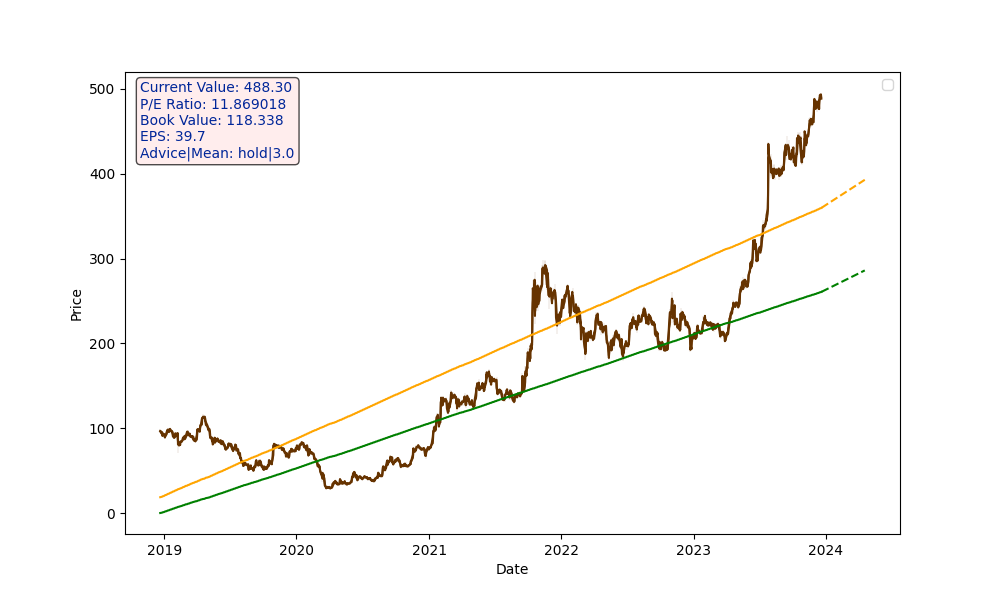 Current Value: 488.30
P/E Ratio: 11.869018
Book Value: 118.338
EPS: 39.7
Advice|Mean: hold|3.0
500
400
300
200
100
0
Price
2019 2020 2021 2022 2023 2024
Date